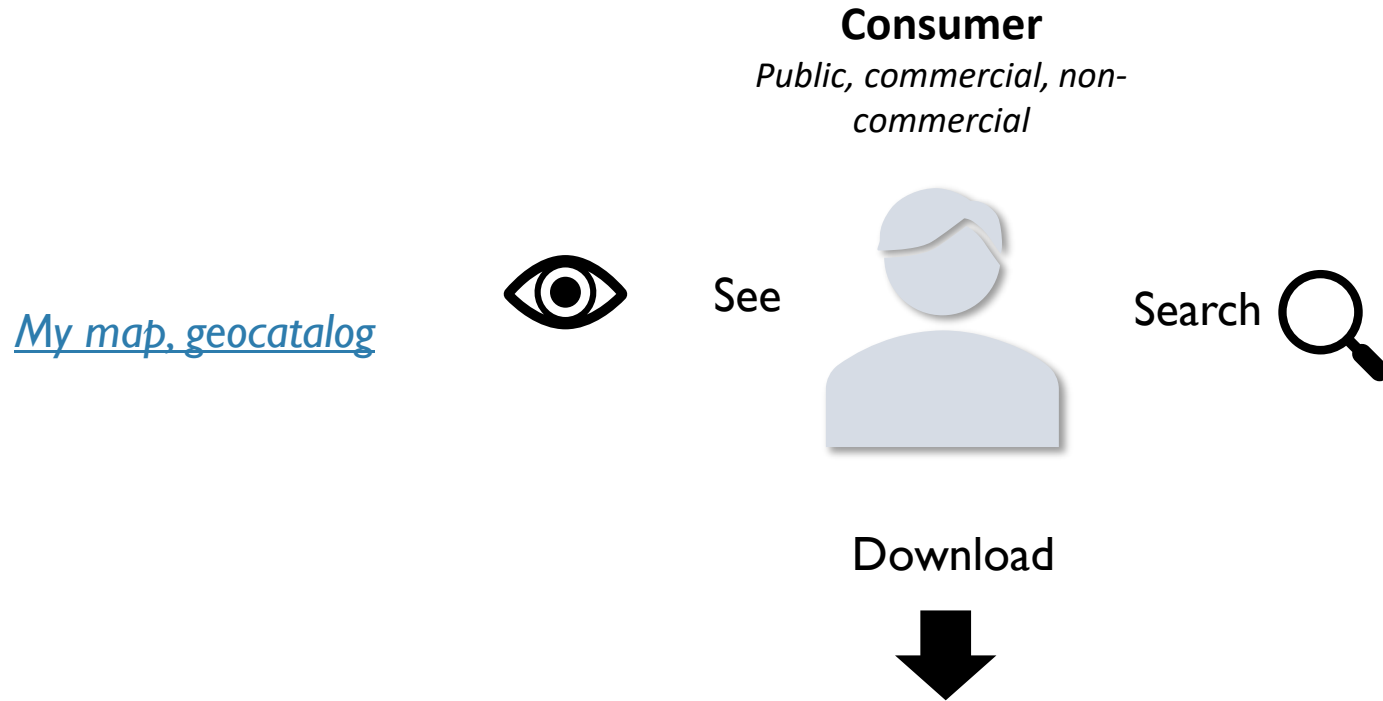 Consumer
Public, commercial, non-
commercial
My map, geocatalog
See
Search
Download